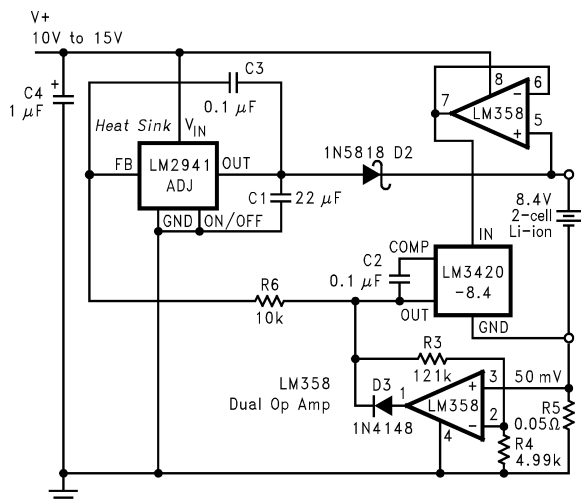 V+
10V to 15V
C4
+
1 μF
C3
0.1 μF
Heat Sink
VIN
FB
LM2941
ADJ
OUT
GND
ON/OFF
C1
22 μF
1N5818 D2
8
7
6
5
−
+
LM358
8.4V
2-cell
Li-ion
IN
COMP
LM3420
-8.4
C2
0.1 μF
OUT
GND
R6
10k
R3
121k
50 mV
LM358
Dual Op Amp
D3
1N4148
1
3
2
4
+
−
LM358
R5
0.05Ω
R4
4.99k